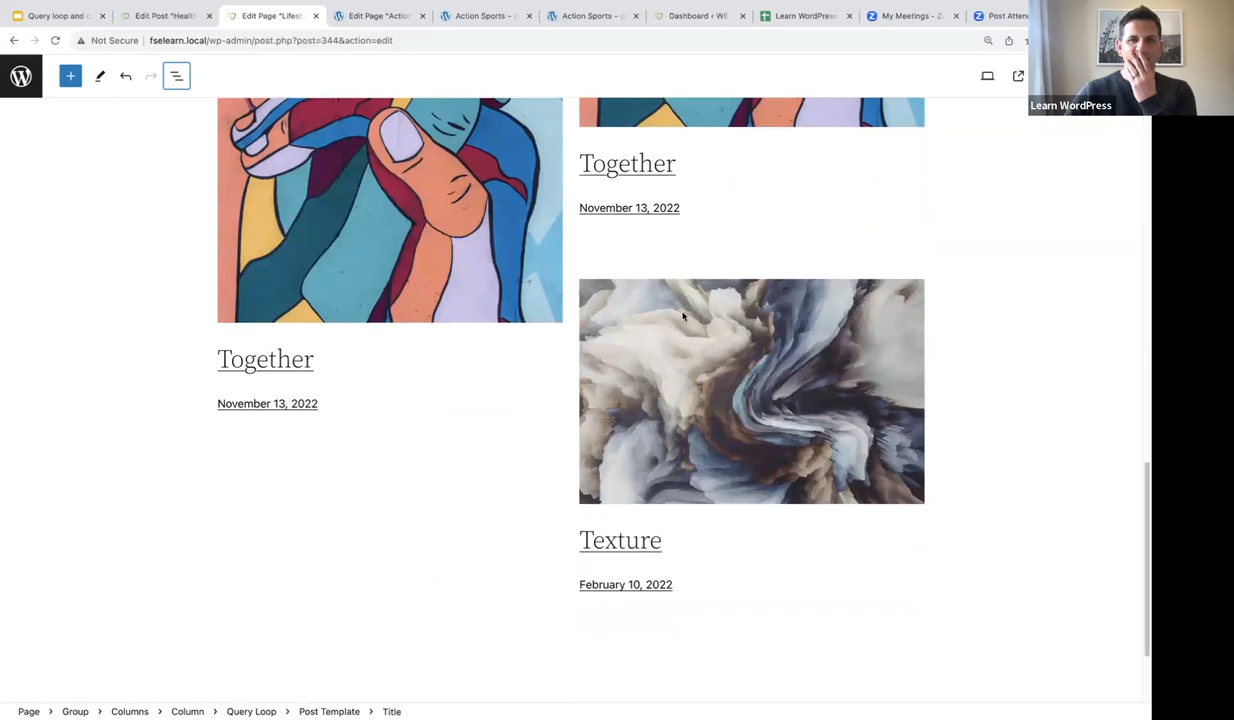 Query loop and c
Edit Post "Health
Edit Page "Lifest
Edit Page "Action
Action Sports – g
Action Sports – g
Dashboard ‹ WE
Learn WordPress
My Meetings - Ze
Post Attend
Not Secure
fselearn.local/wp-admin/post.php?post=344&action=edit
Learn WordPress
Together
November 13, 2022
Together
November 13, 2022
Texture
February 10, 2022
Page > Group > Columns > Column > Query Loop > Post Template > Title